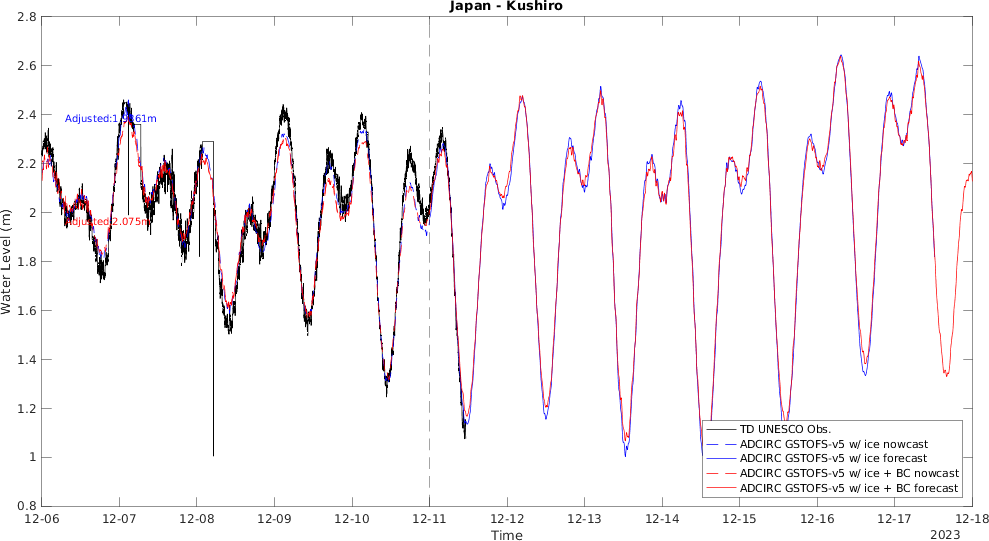 Japan - Kushiro
2.8
2.6
2.4
2.2
2
1.8
1.6
1.4
1.2
1
0.8
Water Level (m)
Adjusted:2.075m
12-06 12-07 12-08 12-09 12-10 12-11 12-12 12-13 12-14 12-15 12-16 12-17 12-18
Time
2023
TD UNESCO Obs.
ADCIRC GSTOFS-v5 w/ ice nowcast
ADCIRC GSTOFS-v5 w/ ice forecast
ADCIRC GSTOFS-v5 w/ ice + BC nowcast
ADCIRC GSTOFS-v5 w/ ice + BC forecast